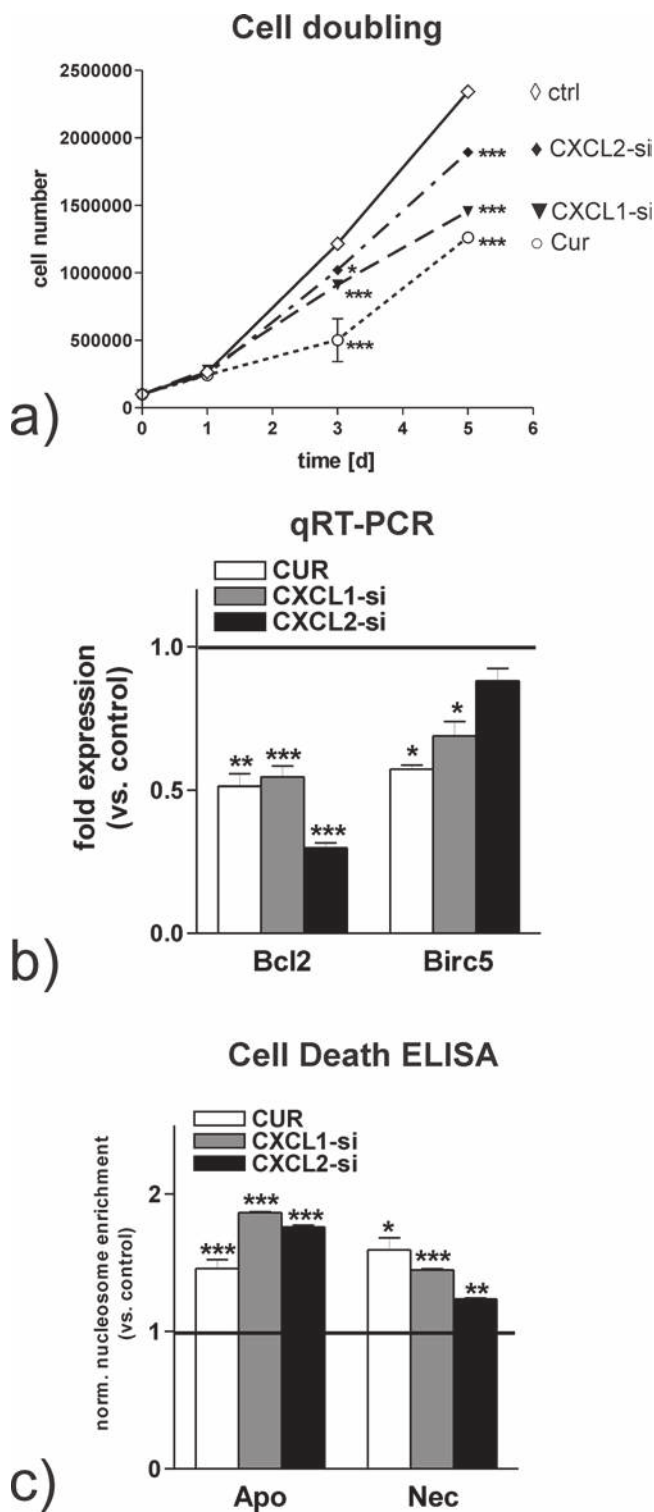 Cell doubling
2500000
2000000
1500000
1000000
500000
0
cell number
0 1 2 3 4 5 6
time [d]
*
***
***
***
***
***
ctrl
CXCL2-si
CXCL1-si
Cur
a)
qRT-PCR
CUR
CXCL1-si
CXCL2-si
1.0
0.5
0.0
fold expression
(vs. control)
** *** *** * *
Bcl2 Birc5
b)
Cell Death ELISA
CUR
CXCL1-si
CXCL2-si
2
1
0
norm. nucleosome enrichment
(vs. control)
*** *** *** * *** **
Apo Nec
c)